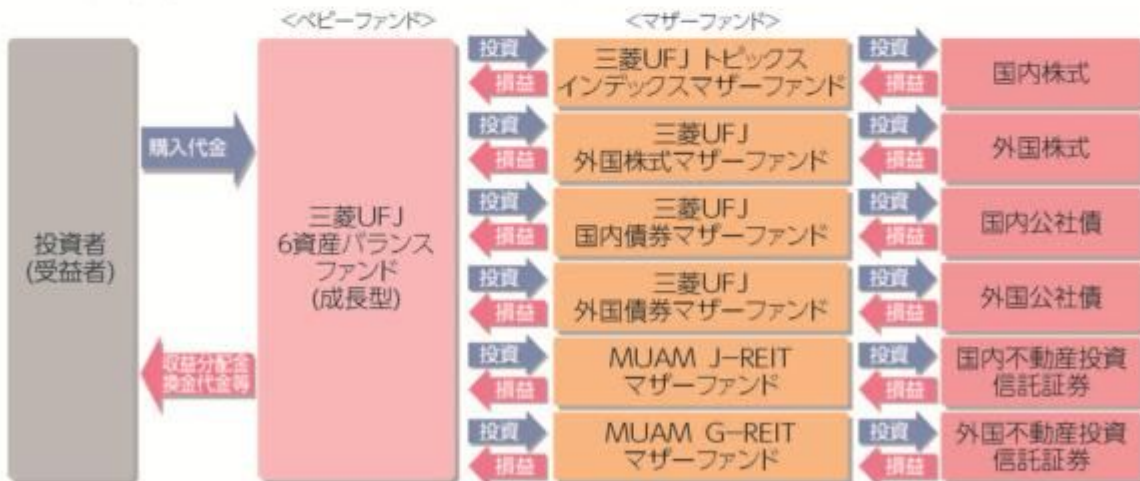 <ベビーファンド>
<マザーファンド>
投資者
(受益者)
購入代金
収益分配金
換金代金等
三菱UFJ
6資産バランス
ファンド
(成長型)
投資
損益
三菱UFJ トピックス
インデックスマザーファンド
投資
損益
国内株式
投資
損益
三菱UFJ
外国株式マザーファンド
投資
損益
外国株式
投資
損益
三菱UFJ
国内債券マザーファンド
投資
損益
国内公社債
投資
損益
三菱UFJ
外国債券マザーファンド
投資
損益
外国公社債
投資
損益
MUAM J-REIT
マザーファンド
投資
損益
国内不動産投資
信託証券
投資
損益
MUAM G-REIT
マザーファンド
投資
損益
外国不動産投資
信託証券